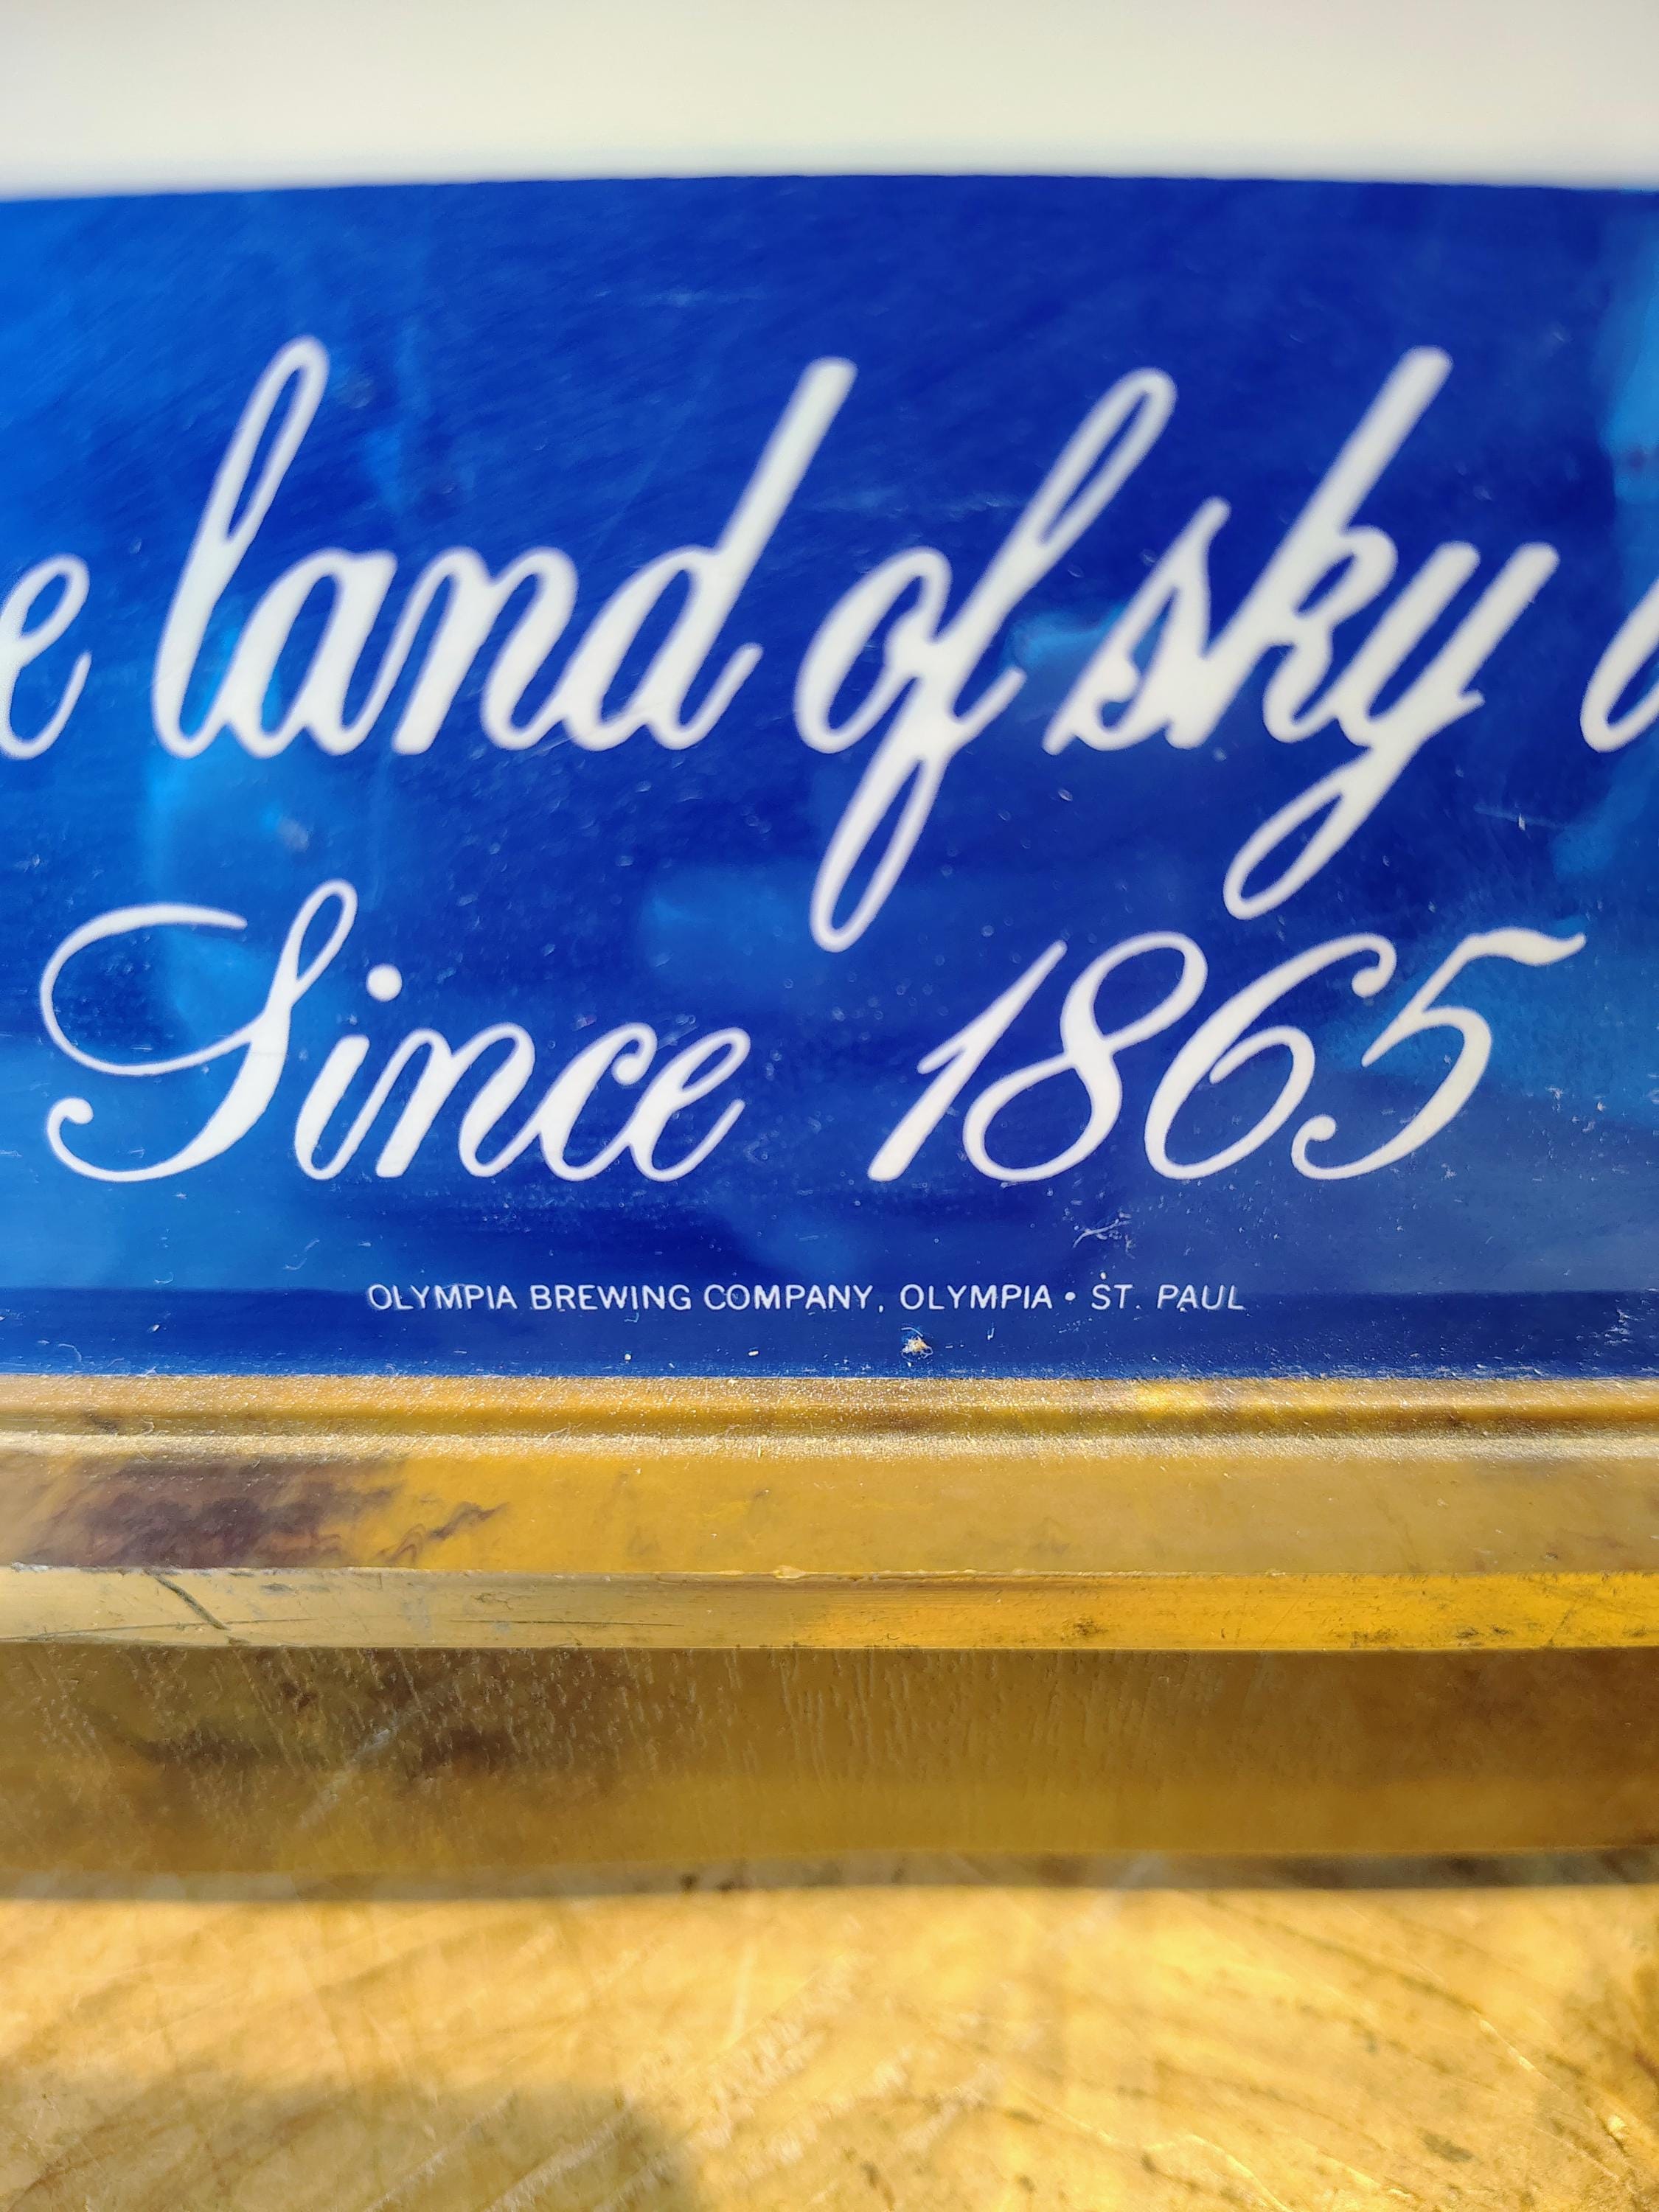 land of sky
Since 1865
OLYMPIA BREWING COMPANY, OLYMPIA • ST. PAUL